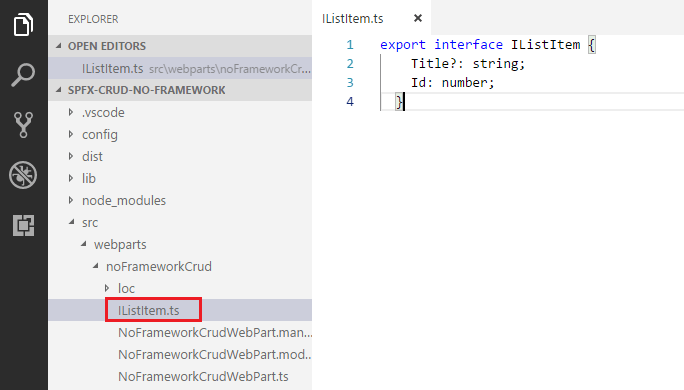 EXPLORER
OPEN EDITORS
IListItem.ts src\webparts\noFrameworkCr...
SPFX-CRUD-NO-FRAMEWORK
.vscode
config
dist
lib
node_modules
src
webparts
noFrameworkCrud
loc
IListItem.ts
NoFrameworkCrudWebPart.man...
NoFrameworkCrudWebPart.mod...
NoFrameworkCrudWebPart.ts
IListItem.ts ×
1 export interface IListItem {
2 Title?: string;
3 Id: number;
4 }